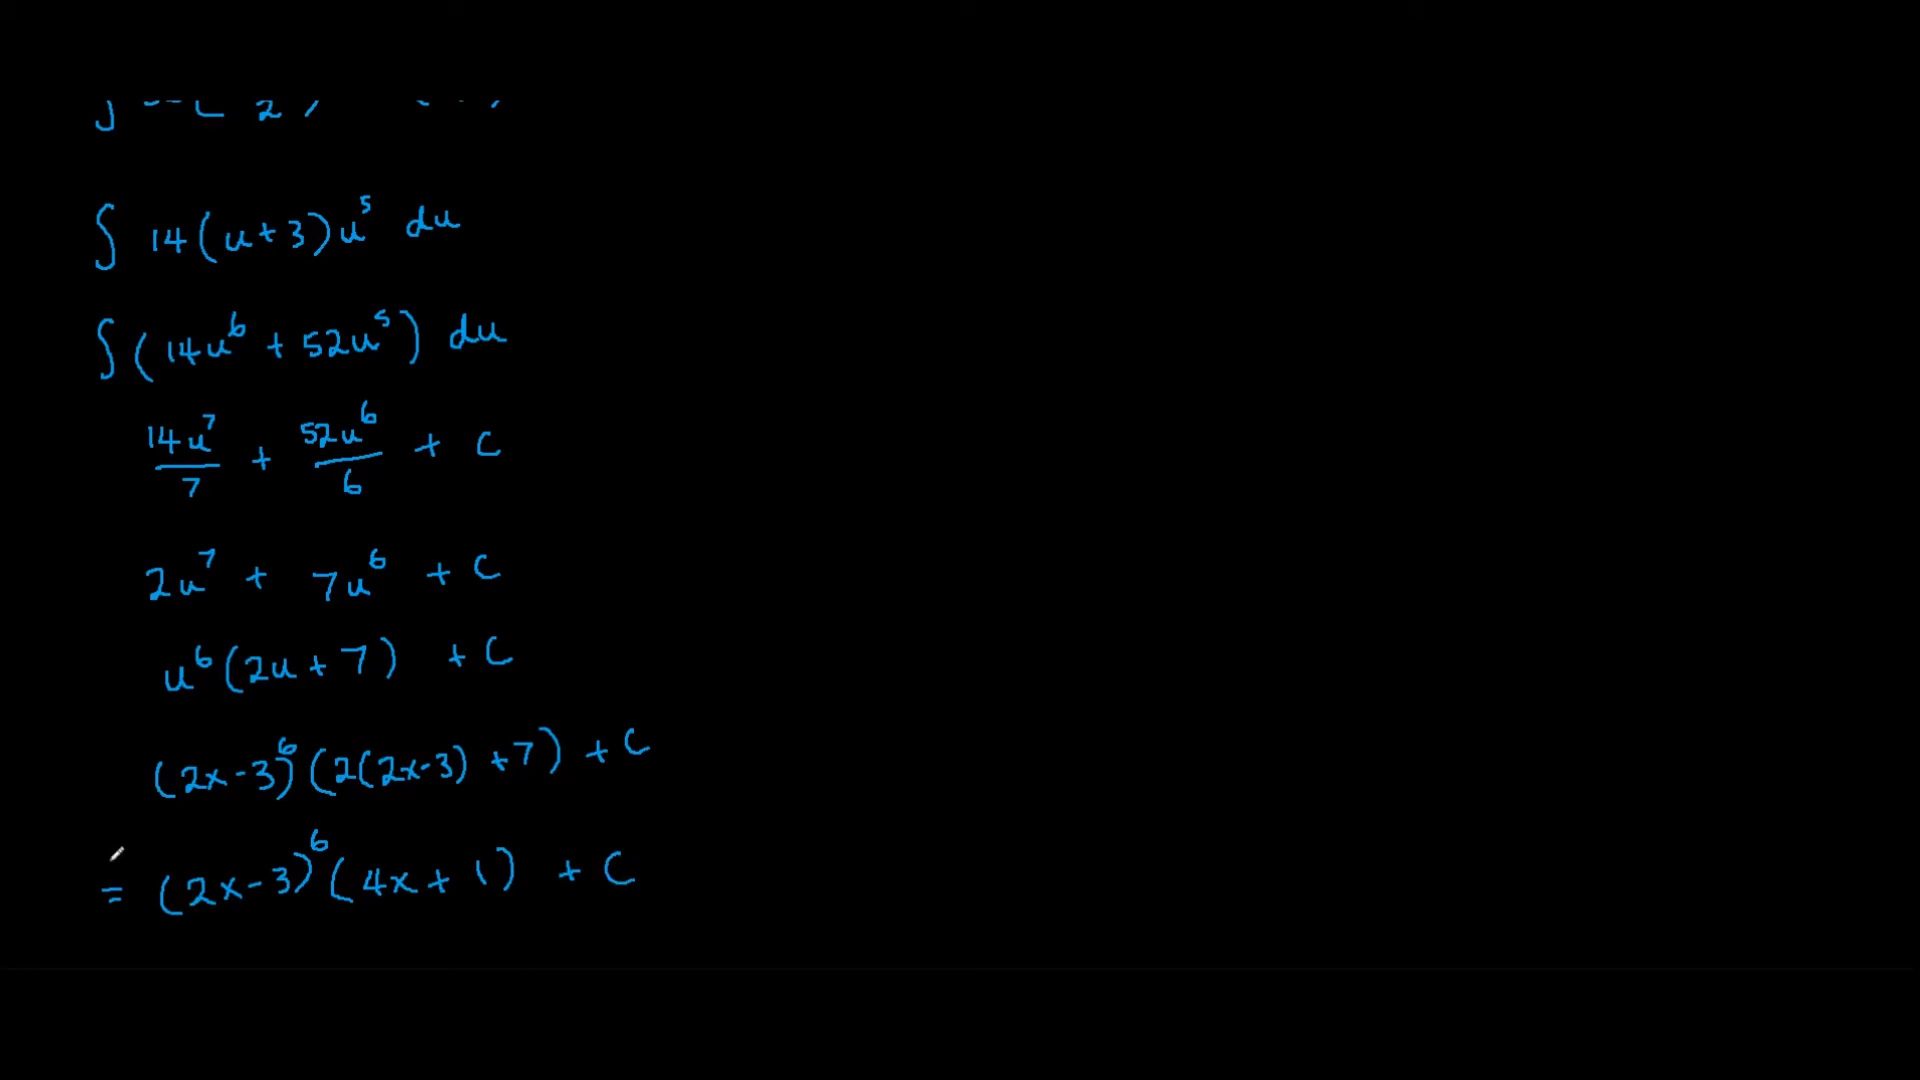 ∫ 14(u+3)u⁵ du
∫ (14u⁶ + 52u⁵) du
14u⁷/7 + 52u⁶/6 + C
2u⁷ + 7u⁶ + C
u⁶(2u+7) + C
(2x-3)⁶(2(2x-3)+7) + C
= (2x-3)⁶(4x+1) + C